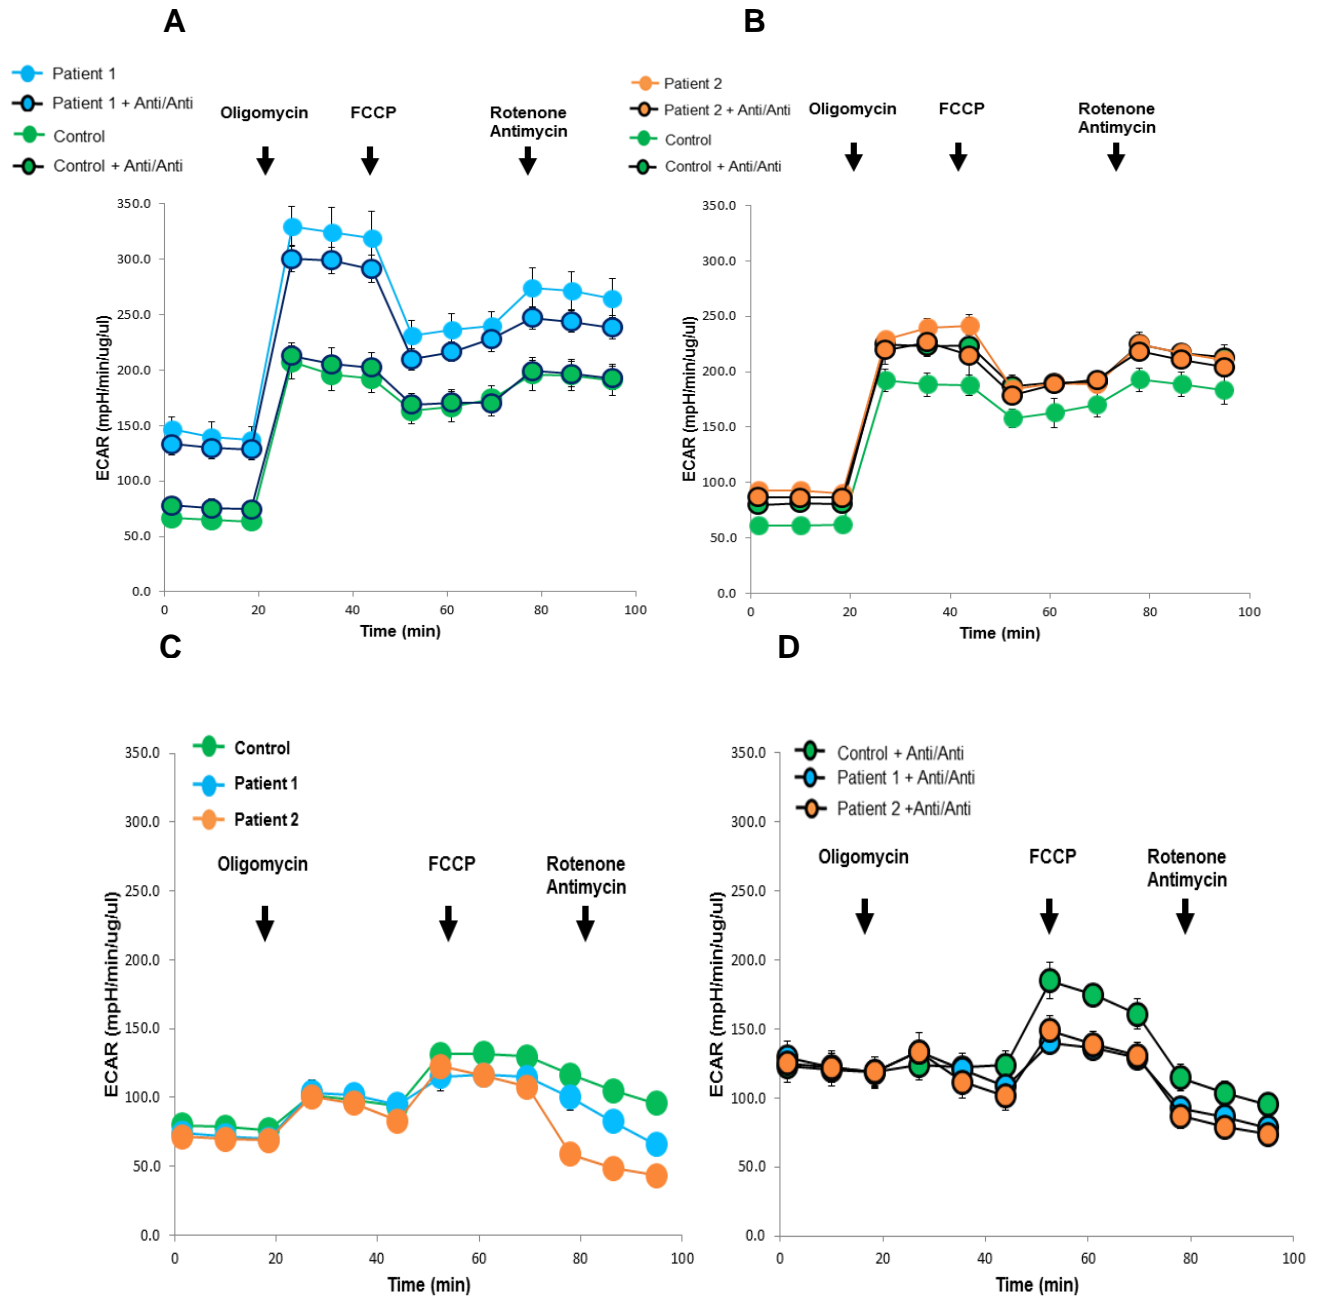 A
Patient 1
Patient 1 + Anti/Anti
Control
Control + Anti/Anti
Oligomycin
FCCP
Rotenone
Antimycin
350.0
300.0
250.0
200.0
150.0
100.0
50.0
0.0
ECAR (mpH/min/ug/ul)
0
20
40
60
80
100
Time (min)
B
Patient 2
Patient 2 + Anti/Anti
Control
Control + Anti/Anti
Oligomycin
FCCP
Rotenone
Antimycin
350.0
300.0
250.0
200.0
150.0
100.0
50.0
0.0
ECAR (mpH/min/ug/ul)
0
20
40
60
80
100
Time (min)
C
Control
Patient 1
Patient 2
Oligomycin
FCCP
Rotenone
Antimycin
350.0
300.0
250.0
200.0
150.0
100.0
50.0
0.0
ECAR (mpH/min/ug/ul)
0
20
40
60
80
100
Time (min)
D
Control + Anti/Anti
Patient 1 + Anti/Anti
Patient 2 +Anti/Anti
Oligomycin
FCCP
Rotenone
Antimycin
350.0
300.0
250.0
200.0
150.0
100.0
50.0
0.0
ECAR (mpH/min/ug/ul)
0
20
40
60
80
100
Time (min)